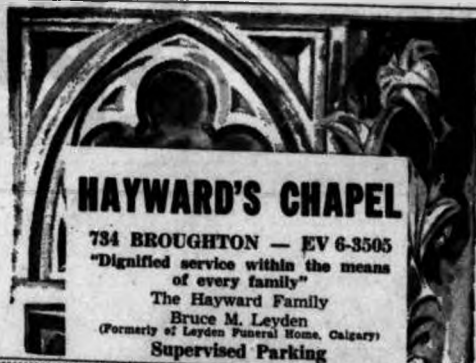 HAYWARD'S CHAPEL
734 BROUGHTON — EV 6-3505
"Dignified service within the means
of every family"
The Hayward Family
Bruce M. Leyden
(Formerly of Leyden Funeral Home, Calgary)
Supervised Parking